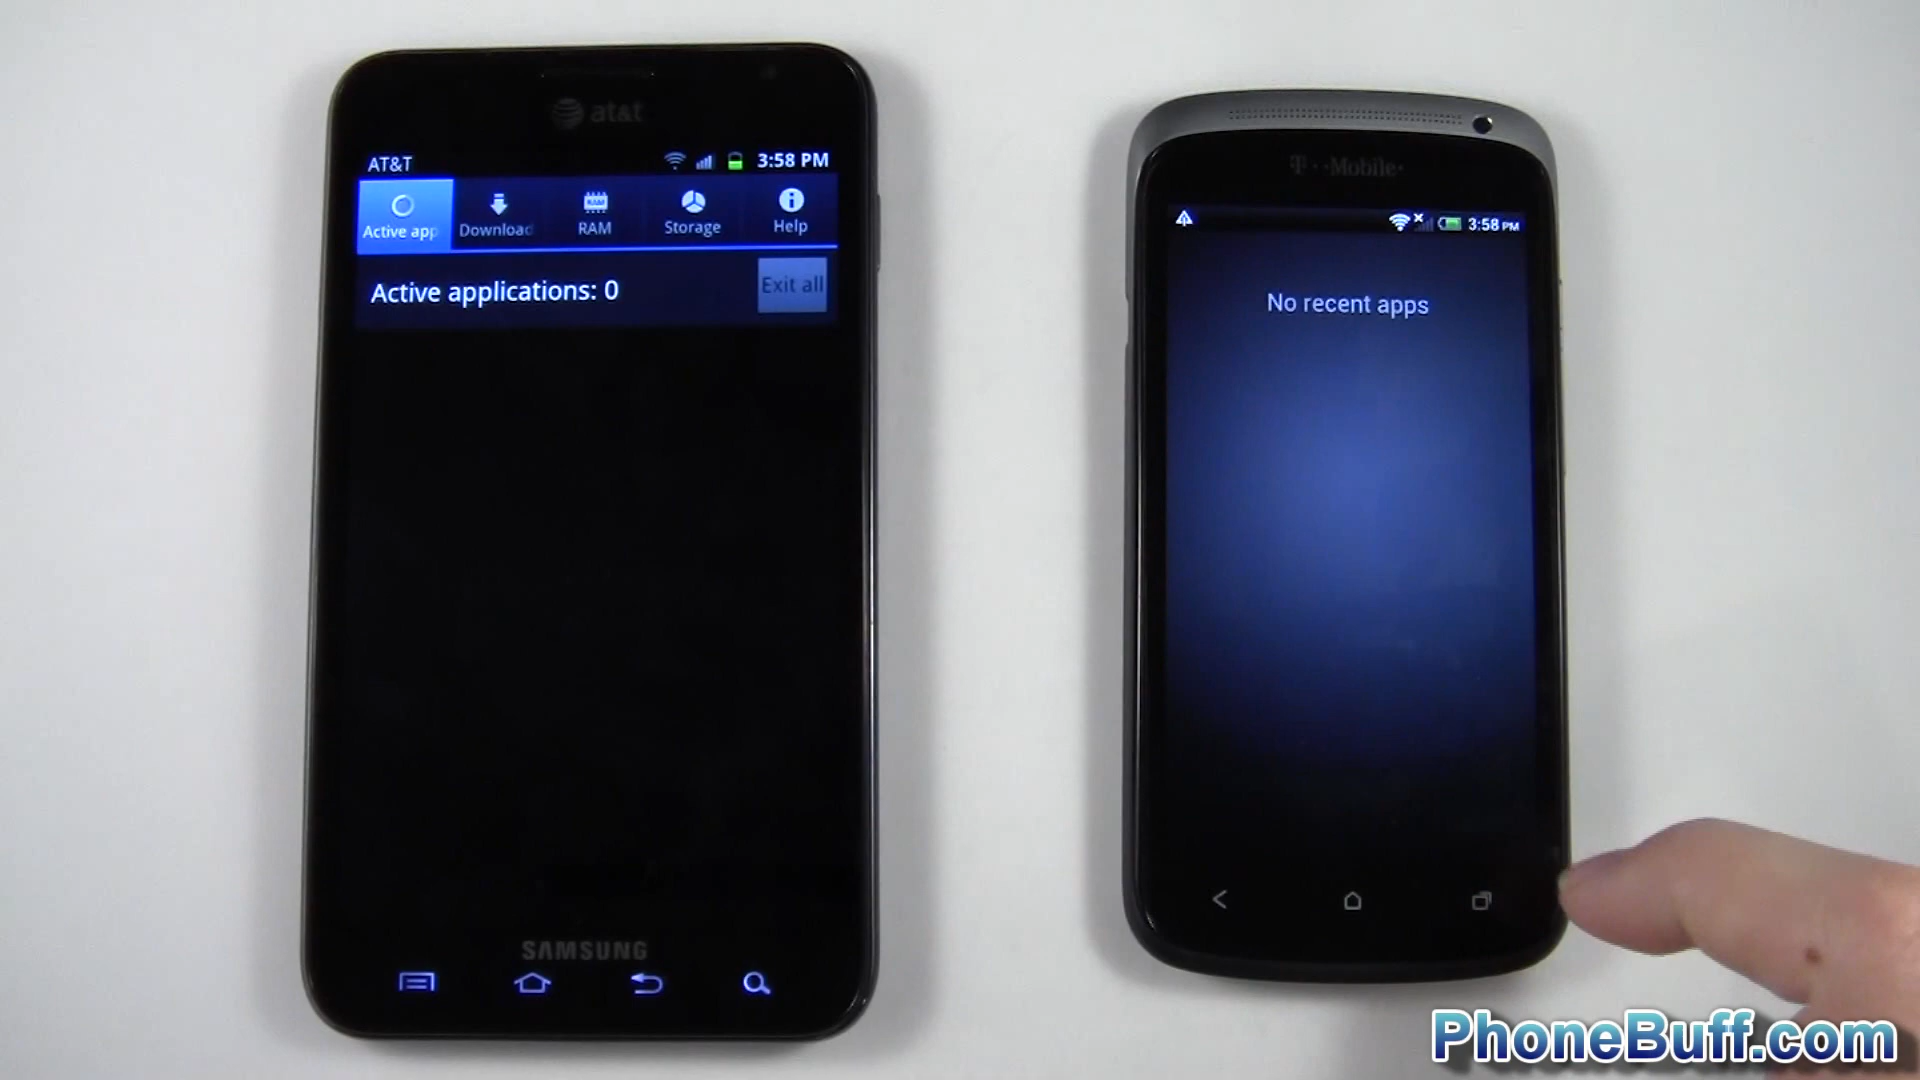 at&t
AT&T
3:58 PM
Active app
Download
RAM
Storage
Help
Active applications: 0
Exit all
SAMSUNG
T··Mobile·
3:58 PM
No recent apps
PhoneBuff.com